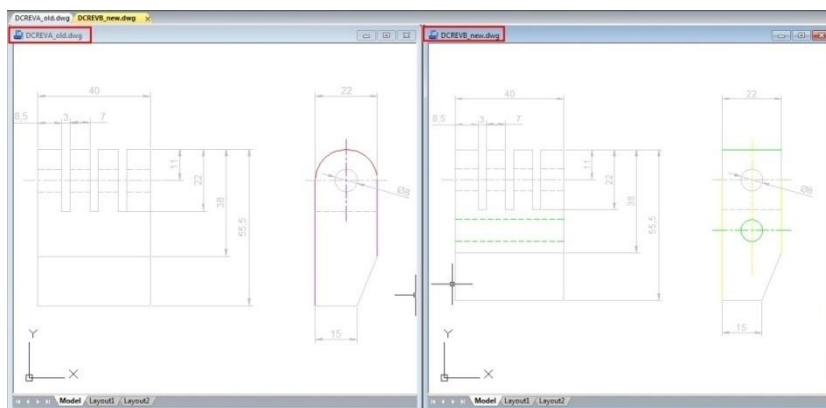 DCREVA_old.dwg DCREVB_new.dwg ×
DCREVA_old.dwg
40
22
8,5 3 7
11
22
38
55,5
Ø8
15
Y
X
Model Layout1 Layout2
DCREVB_new.dwg
40
22
8,5 3 7
11
22
38
55,5
Ø8
15
Y
X
Model Layout1 Layout2